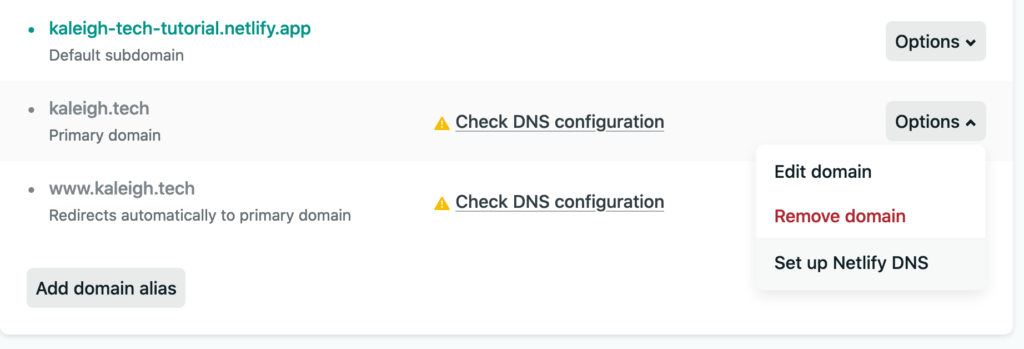 kaleigh-tech-tutorial.netlify.app
Default subdomain
Options
kaleigh.tech
Primary domain
Check DNS configuration
Options
Edit domain
Remove domain
Set up Netlify DNS
www.kaleigh.tech
Redirects automatically to primary domain
Check DNS configuration
Add domain alias